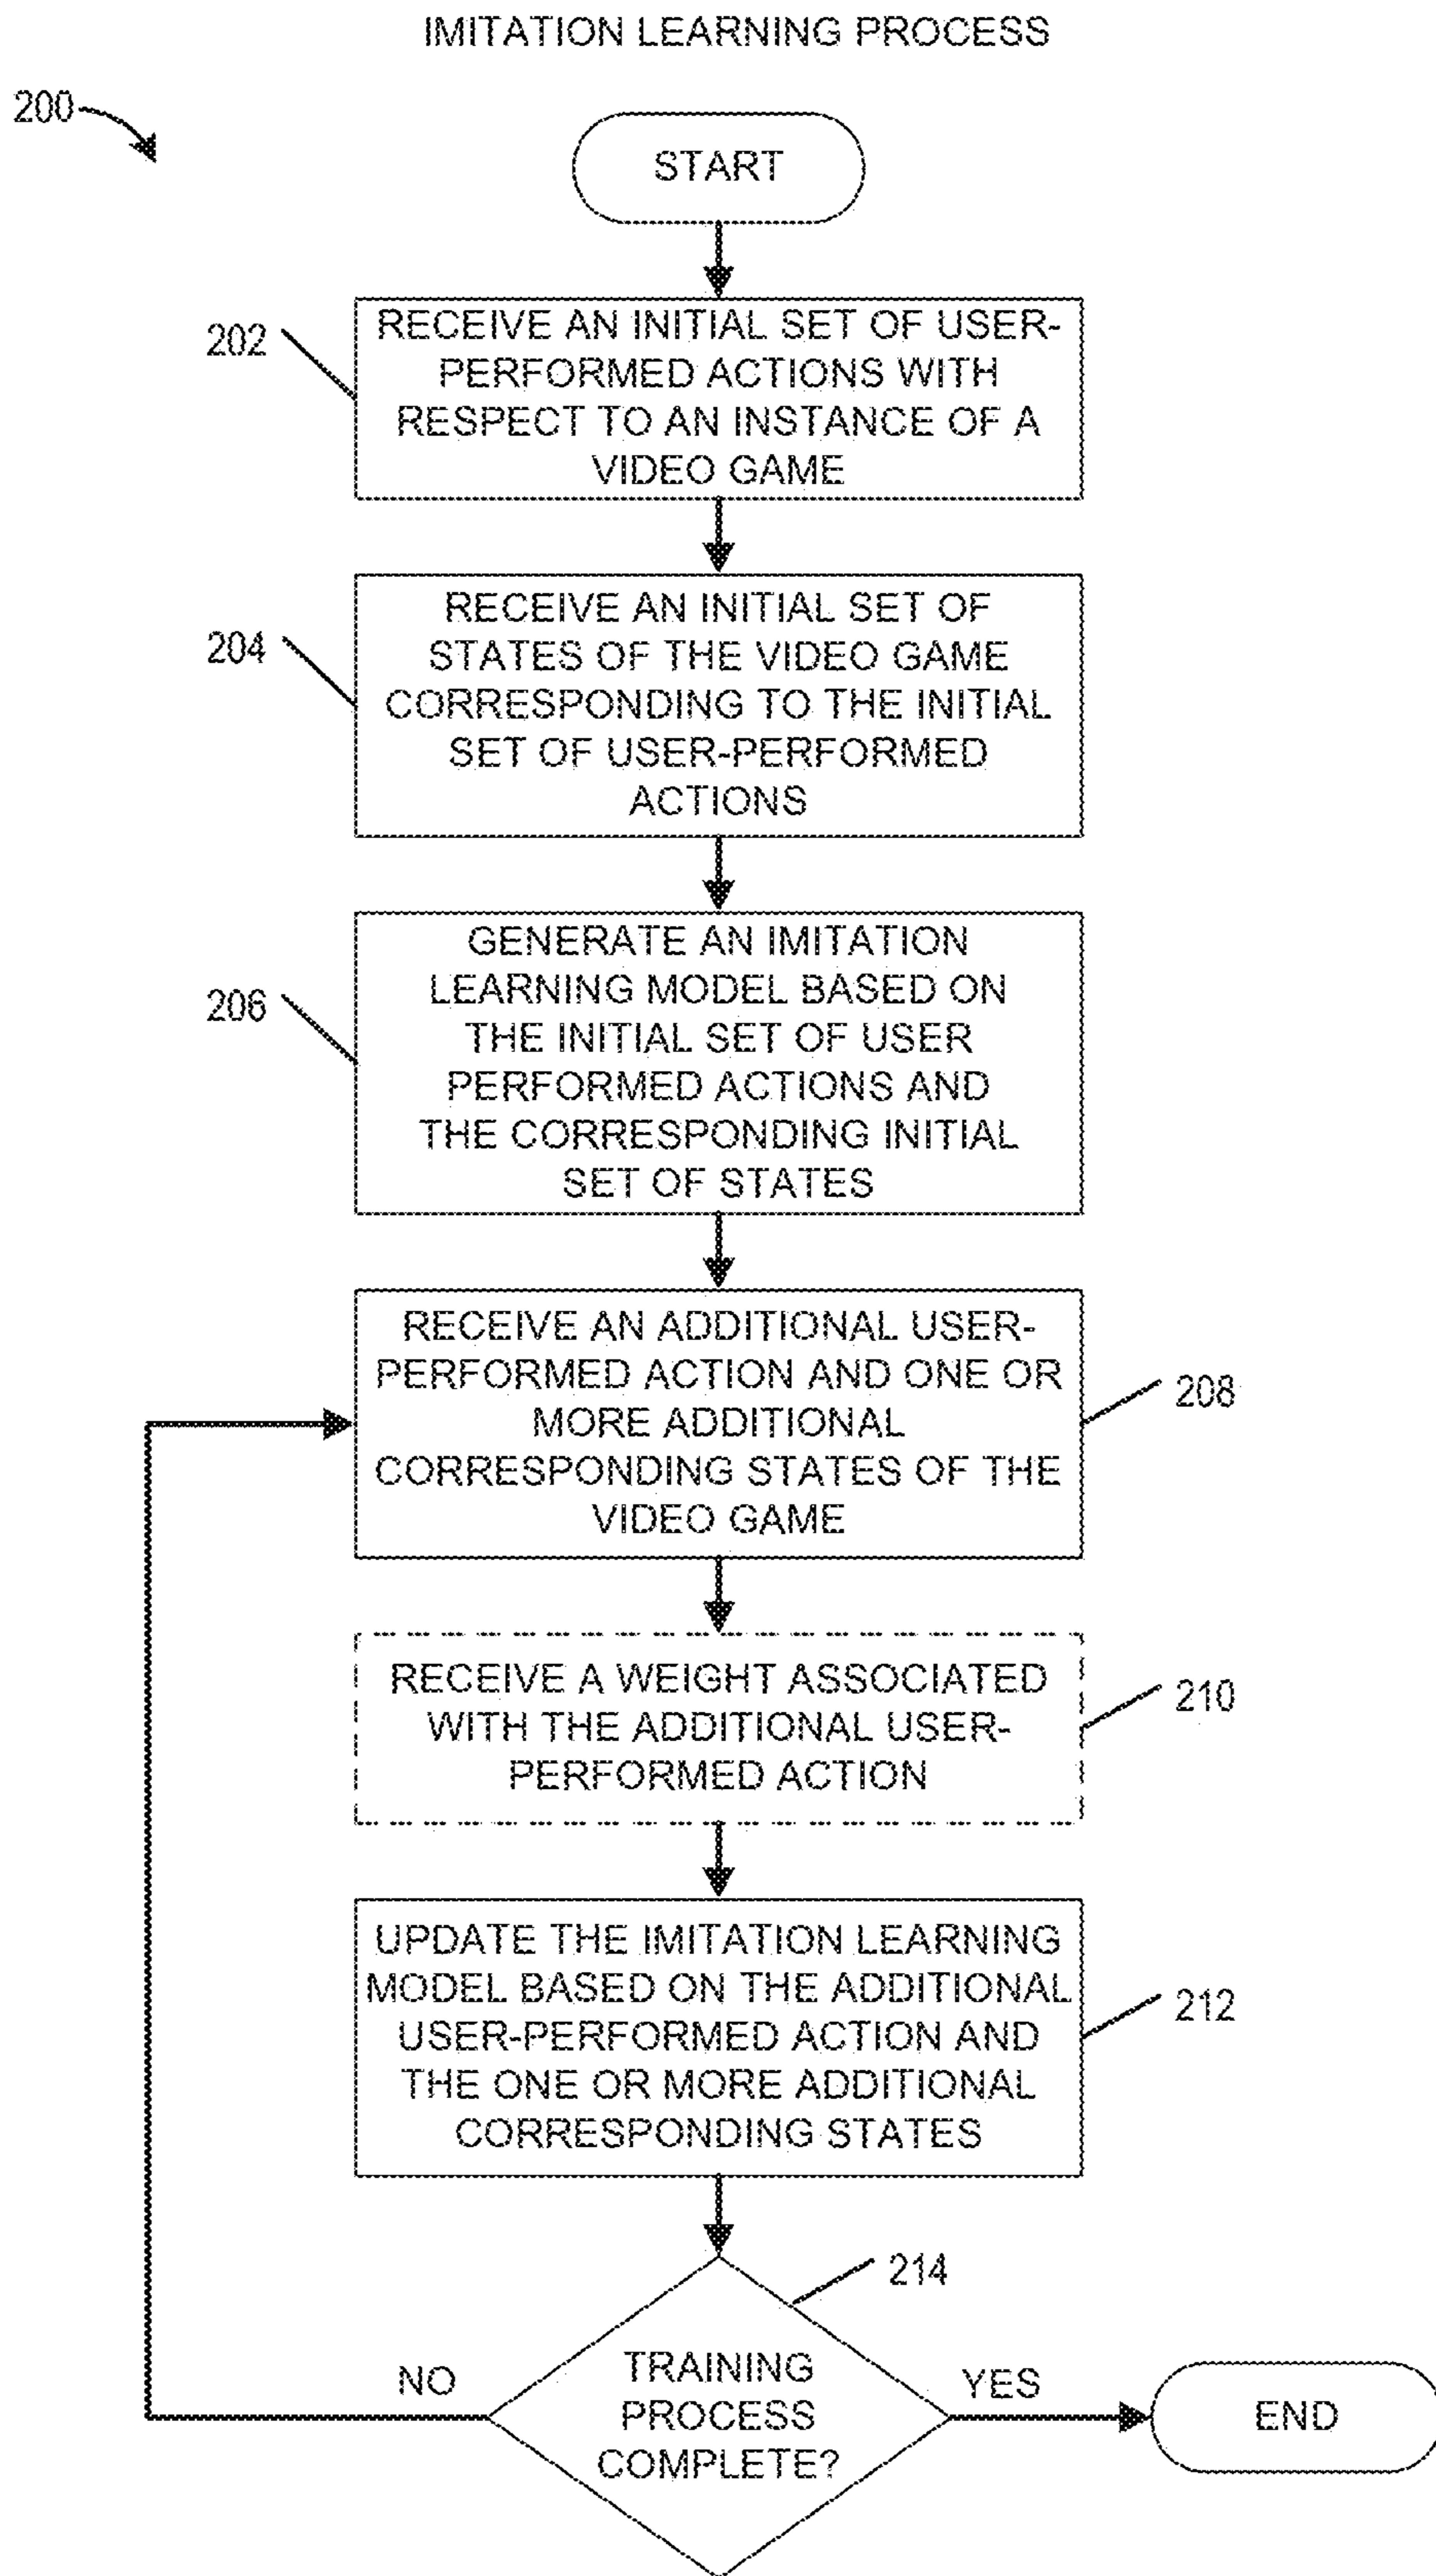 IMITATION LEARNING PROCESS
200
START
202
RECEIVE AN INITIAL SET OF USER-
PERFORMED ACTIONS WITH
RESPECT TO AN INSTANCE OF A
VIDEO GAME
204
RECEIVE AN INITIAL SET OF
STATES OF THE VIDEO GAME
CORRESPONDING TO THE INITIAL
SET OF USER-PERFORMED
ACTIONS
206
GENERATE AN IMITATION
LEARNING MODEL BASED ON
THE INITIAL SET OF USER
PERFORMED ACTIONS AND
THE CORRESPONDING INITIAL
SET OF STATES
RECEIVE AN ADDITIONAL USER-
PERFORMED ACTION AND ONE OR
MORE ADDITIONAL
CORRESPONDING STATES OF THE
VIDEO GAME
208
RECEIVE A WEIGHT ASSOCIATED
WITH THE ADDITIONAL USER-
PERFORMED ACTION
210
UPDATE THE IMITATION LEARNING
MODEL BASED ON THE ADDITIONAL
USER-PERFORMED ACTION AND
THE ONE OR MORE ADDITIONAL
CORRESPONDING STATES
212
214
TRAINING
PROCESS
COMPLETE?
NO
YES
END